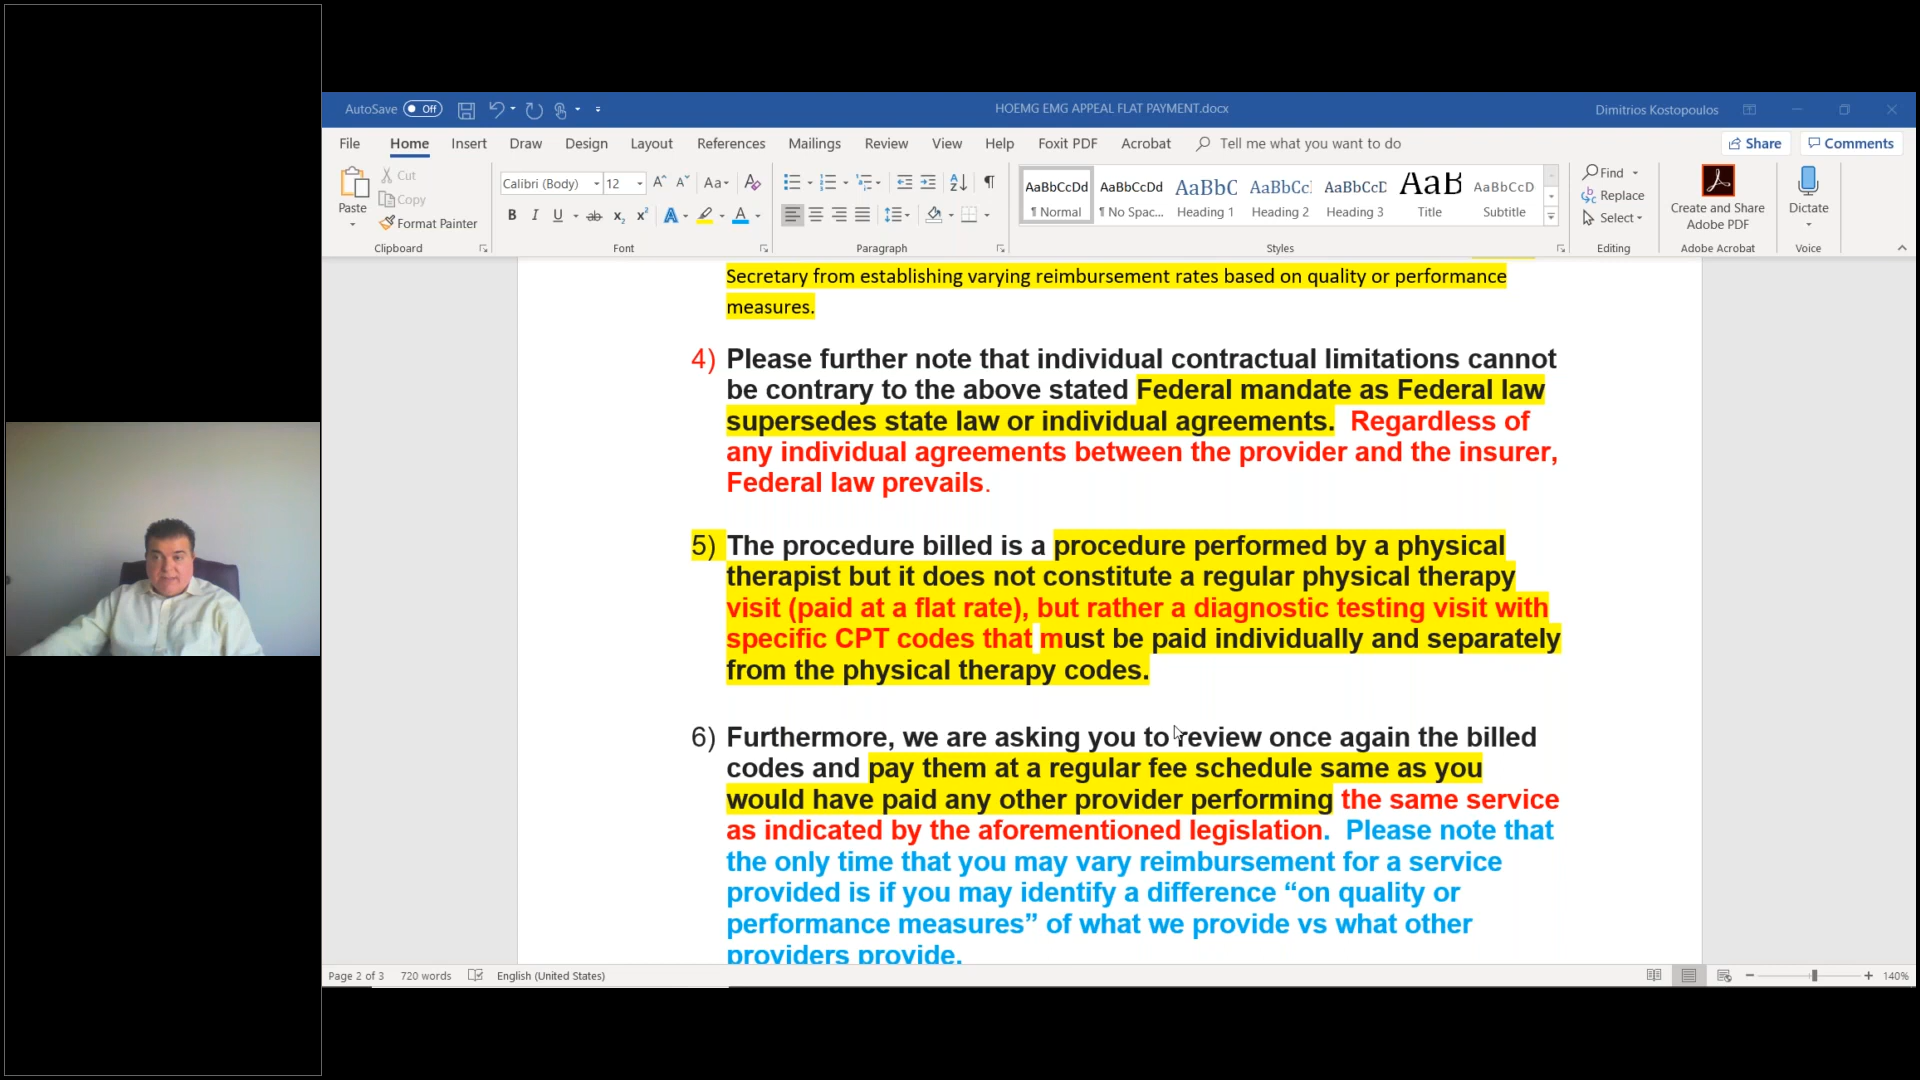 AutoSave Off
HOEMG EMG APPEAL FLAT PAYMENT.docx
Dimitrios Kostopoulos
File Home Insert Draw Design Layout References Mailings Review View Help Foxit PDF Acrobat Tell me what you want to do
Share Comments
Paste
Cut
Copy
Format Painter
Clipboard
Calibri (Body) 12
Font
Paragraph
AaBbCcDd AaBbCcDd AaBbC AaBbCc AaBbCcD AaB AaBbCcD
¶ Normal ¶ No Spac... Heading 1 Heading 2 Heading 3 Title Subtitle
Styles
Find
Replace
Select
Editing
Create and Share
Adobe PDF
Adobe Acrobat
Dictate
Voice
Secretary from establishing varying reimbursement rates based on quality or performance
measures.
4) Please further note that individual contractual limitations cannot
be contrary to the above stated Federal mandate as Federal law
supersedes state law or individual agreements. Regardless of
any individual agreements between the provider and the insurer,
Federal law prevails.
5) The procedure billed is a procedure performed by a physical
therapist but it does not constitute a regular physical therapy
visit (paid at a flat rate), but rather a diagnostic testing visit with
specific CPT codes that must be paid individually and separately
from the physical therapy codes.
6) Furthermore, we are asking you to review once again the billed
codes and pay them at a regular fee schedule same as you
would have paid any other provider performing the same service
as indicated by the aforementioned legislation. Please note that
the only time that you may vary reimbursement for a service
provided is if you may identify a difference “on quality or
performance measures” of what we provide vs what other
providers provide.
Page 2 of 3 720 words English (United States) 140%